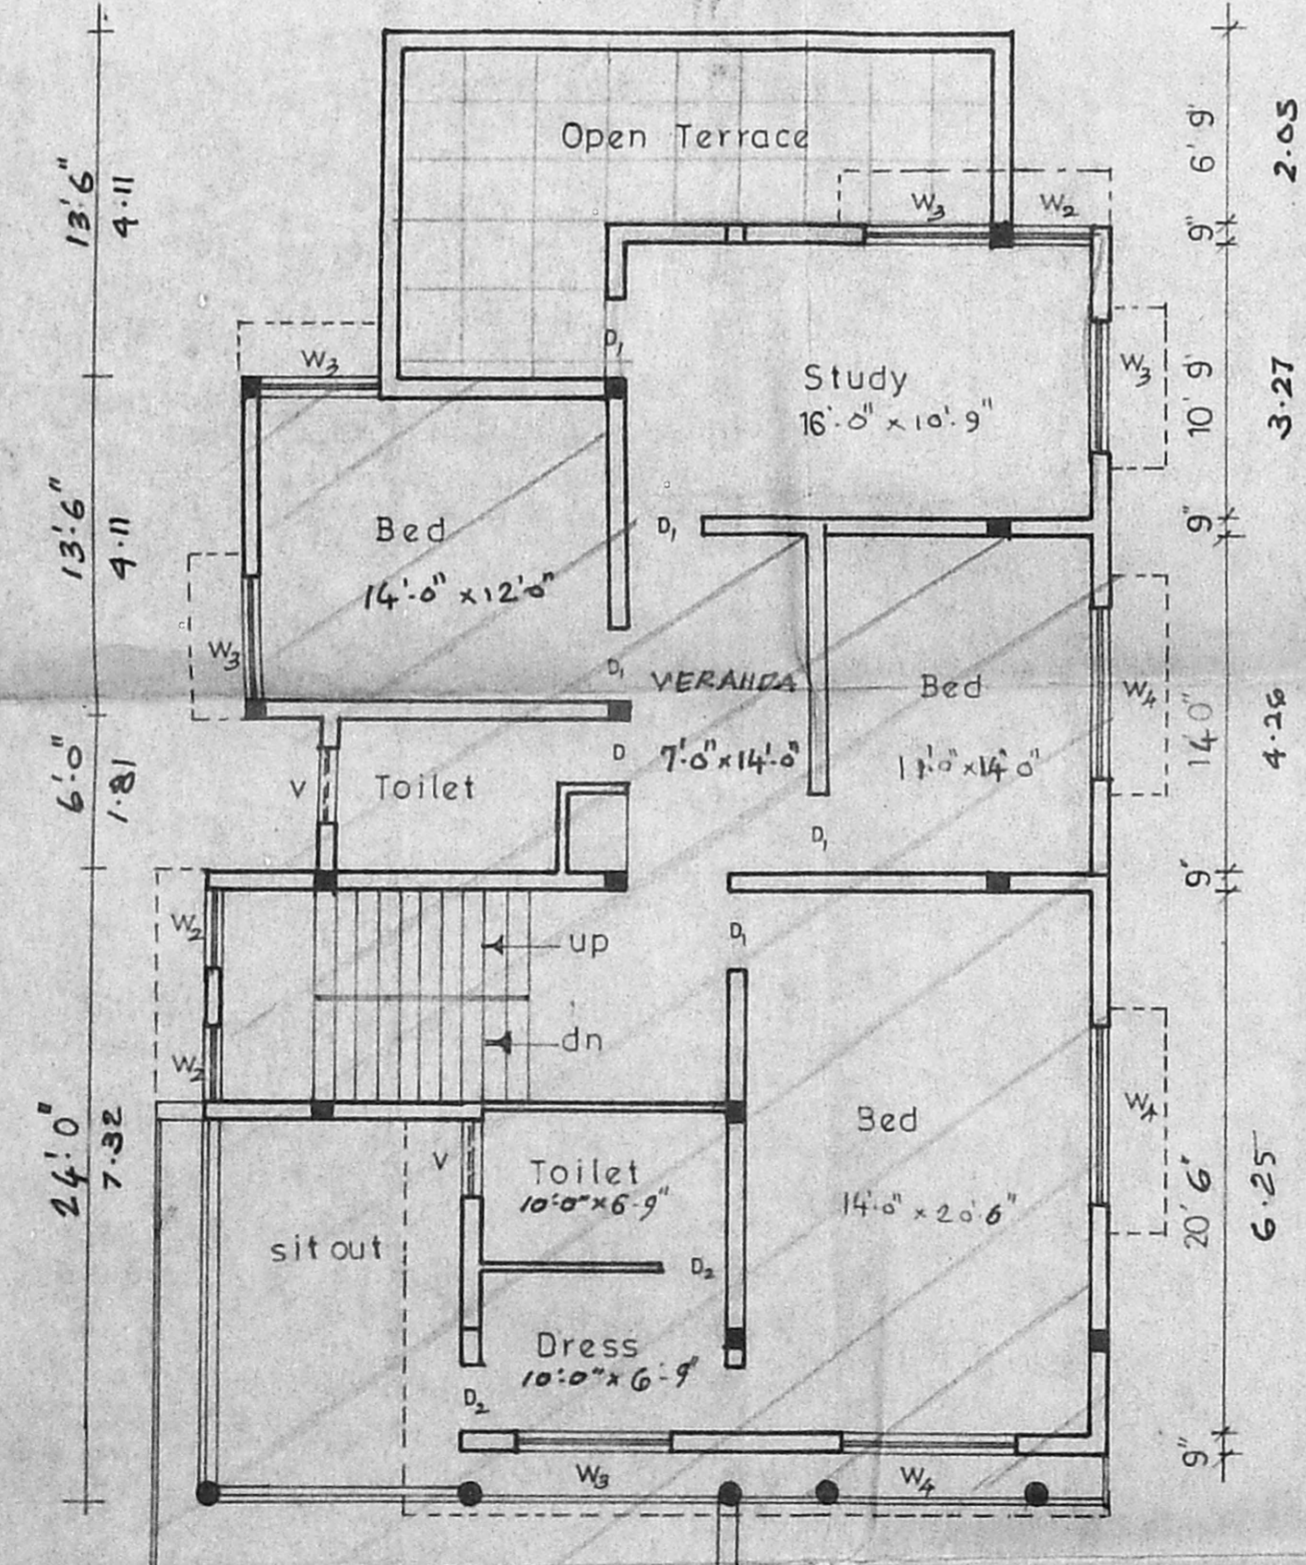 Open Terrace
W3
W2
D1
W3
Study
16'-0" x 10'-9"
W3
Bed
14'-0" x 12'-0"
D1
W3
D1
VERANDA
7'-0" x 14'-0"
Bed
11'-0" x 14'-0"
W4
D
Toilet
V
D1
W2
up
D1
dn
W2
Bed
14'-0" x 20'-6"
W4
V
Toilet
10'-0" x 6'-9"
sit out
D2
Dress
10'-0" x 6'-9"
D2
W3
W4
13'-6"
4.11
13'-6"
4.11
6'-0"
1.81
24'-0"
7.32
6' 9'
2.05
9"
10' 9'
3.27
9"
14' 0"
4.26
9'
20' 6"
6.25
9"